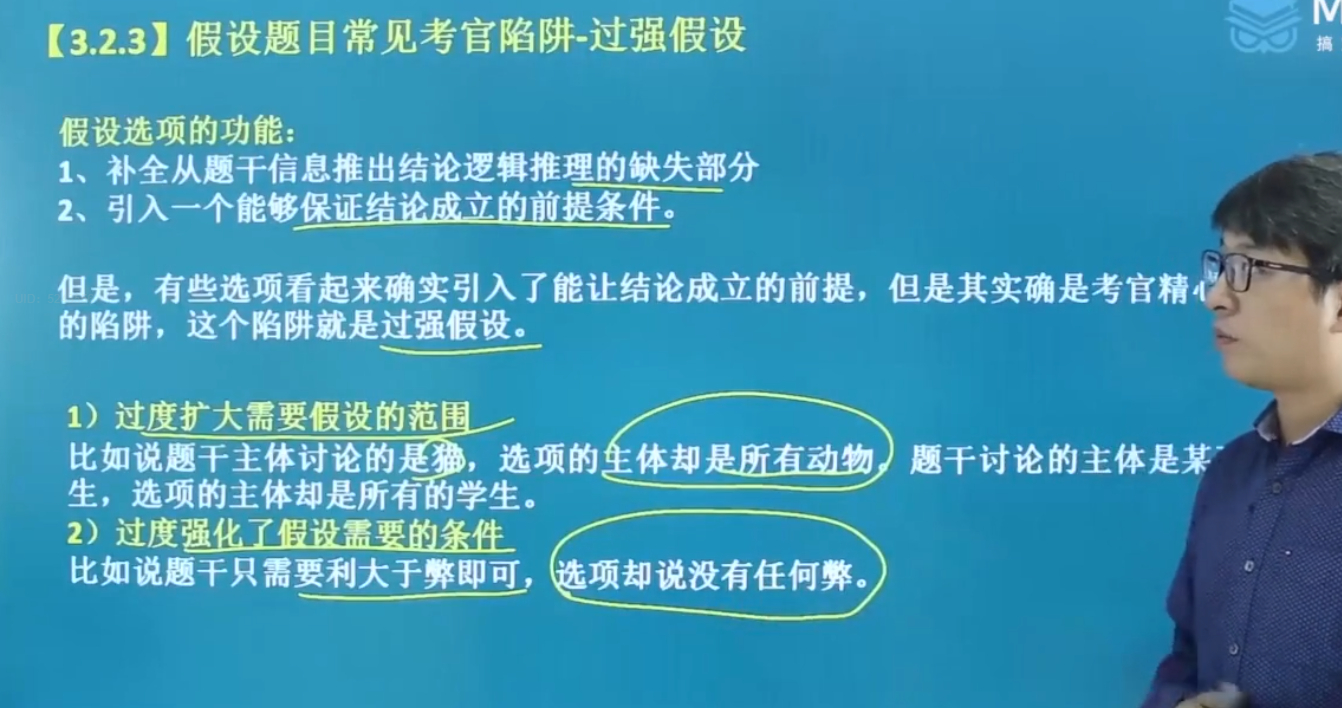 【3.2.3】假设题目常见考官陷阱-过强假设
M
搞
假设选项的功能：
1、补全从题干信息推出结论逻辑推理的缺失部分
2、引入一个能够保证结论成立的前提条件。
但是，有些选项看起来确实引入了能让结论成立的前提，但是其实确是考官精心
的陷阱，这个陷阱就是过强假设。
1）过度扩大需要假设的范围
比如说题干主体讨论的是猫，选项的主体却是所有动物。题干讨论的主体是某
生，选项的主体却是所有的学生。
2）过度强化了假设需要的条件
比如说题干只需要利大于弊即可，选项却说没有任何弊。